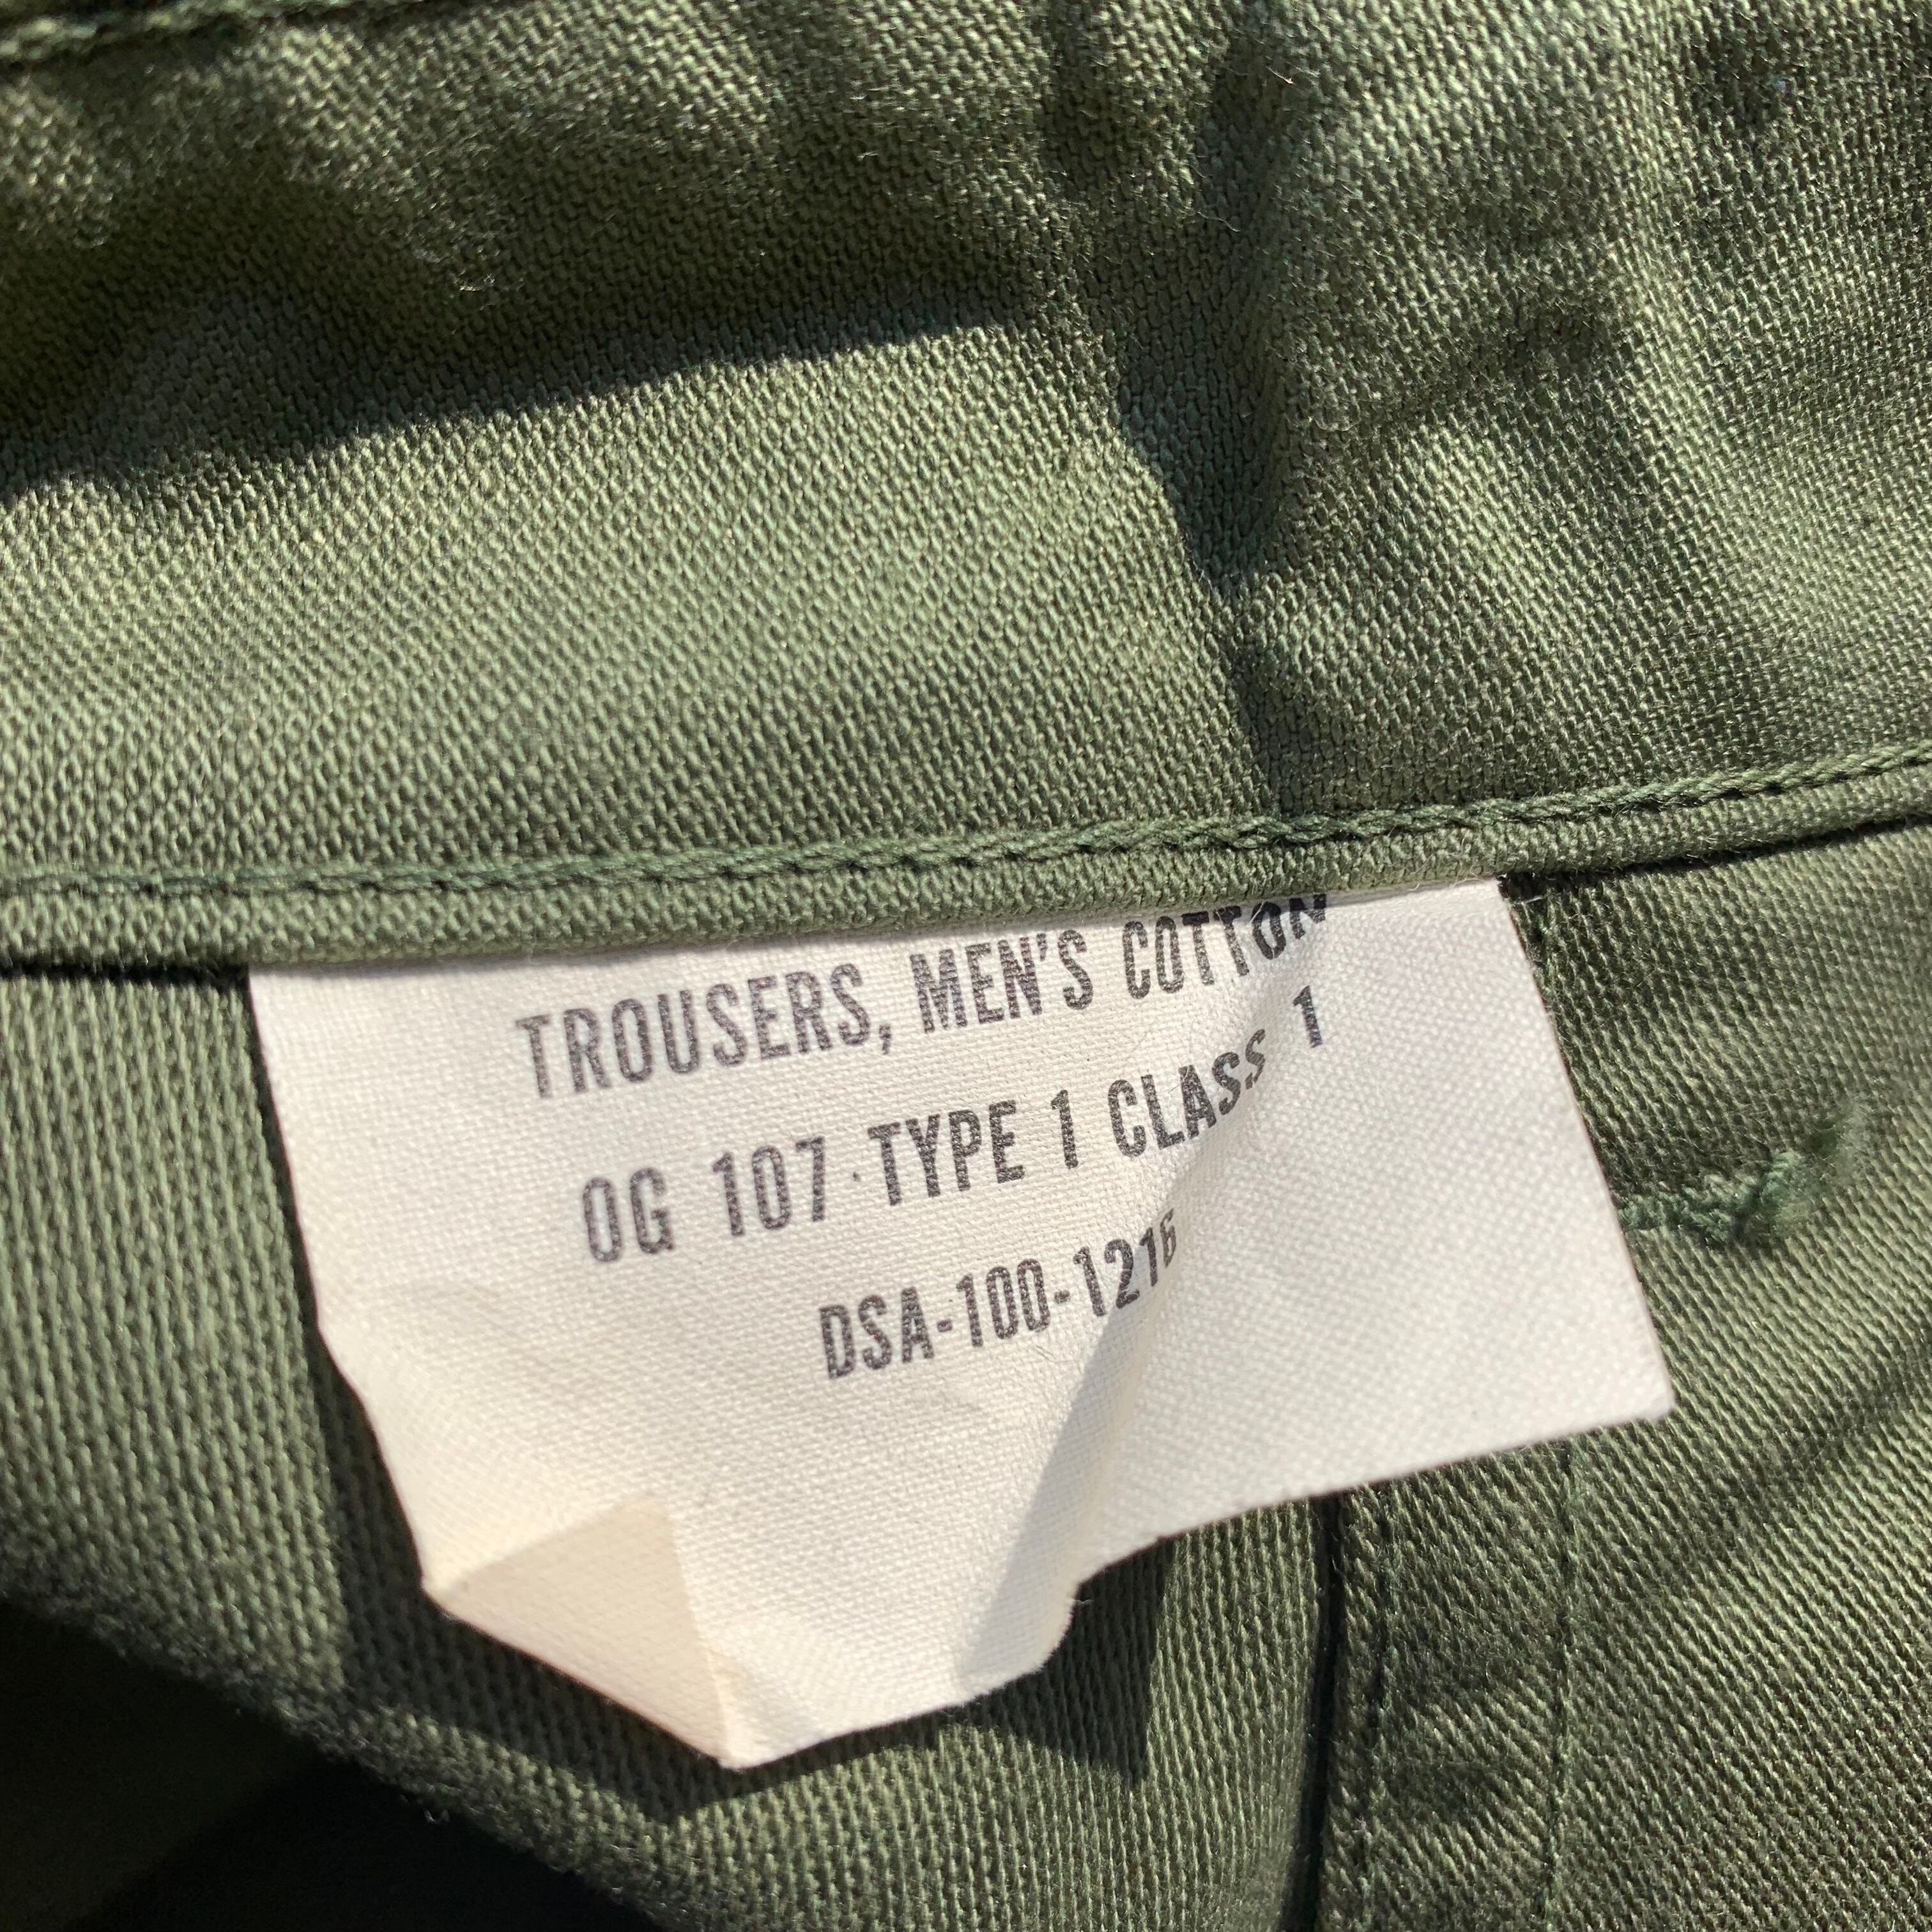 TROUSERS, MEN'S COTTON
OG 107 TYPE 1 CLASS 1
DSA-100-1216